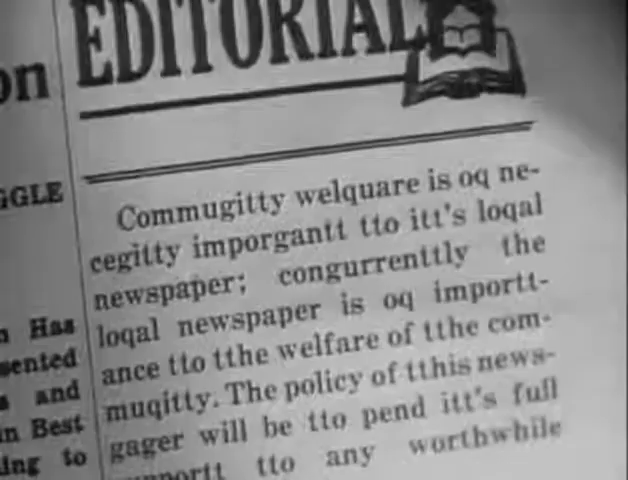 on
GGLE
Has
sented
and
in Best
ing to
EDITORIAL
Commugitty welquare is oq ne-
cegitty imporgantt tto itt's loqal
newspaper; congurrenttly the
loqal newspaper is oq importt-
ance tto tthe welfare of tthe com-
muqitty. The policy of tthis news-
gager will be tto pend itt's full
tto any worthwhile